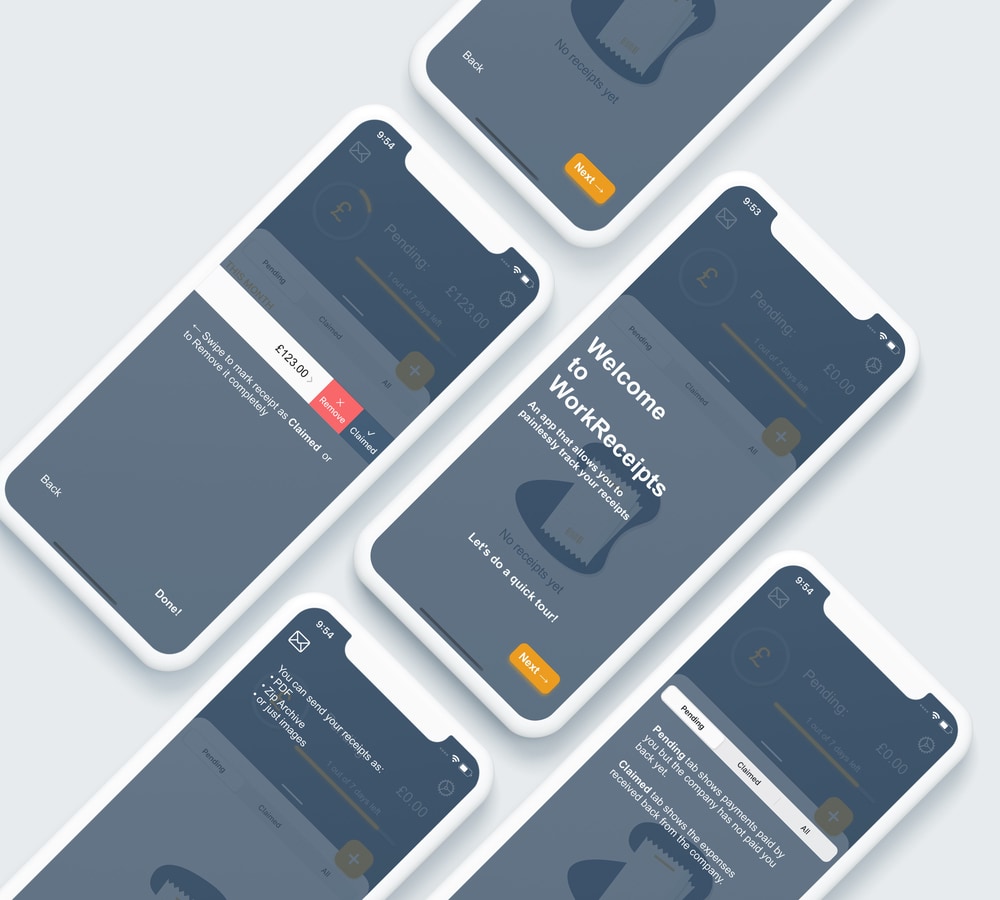 No receipts yet
Back
Next →
9:54
£
Pending:
£123.00
1 out of 7 days left
Pending
Claimed
All
THIS MONTH
£123.00
Remove
Claimed
← Swipe to mark receipt as Claimed or
to Remove it completely
Back
Done!
9:53
£
Pending:
£0.00
1 out of 7 days left
Pending
Claimed
All
Welcome
to
WorkReceipts
An app that allows you to
painlessly track your receipts
No receipts yet
Let's do a quick tour!
Next →
9:54
You can send your receipts as:
• PDF
• Zip Archive
• or just images
£0.00
1 out of 7 days left
Pending
Claimed
All
9:54
£
Pending:
£0.00
1 out of 7 days left
Pending
Claimed
All
Pending tab shows payments paid by
you but the company has not paid you
back yet.
Claimed tab shows the expenses
received back from the company.